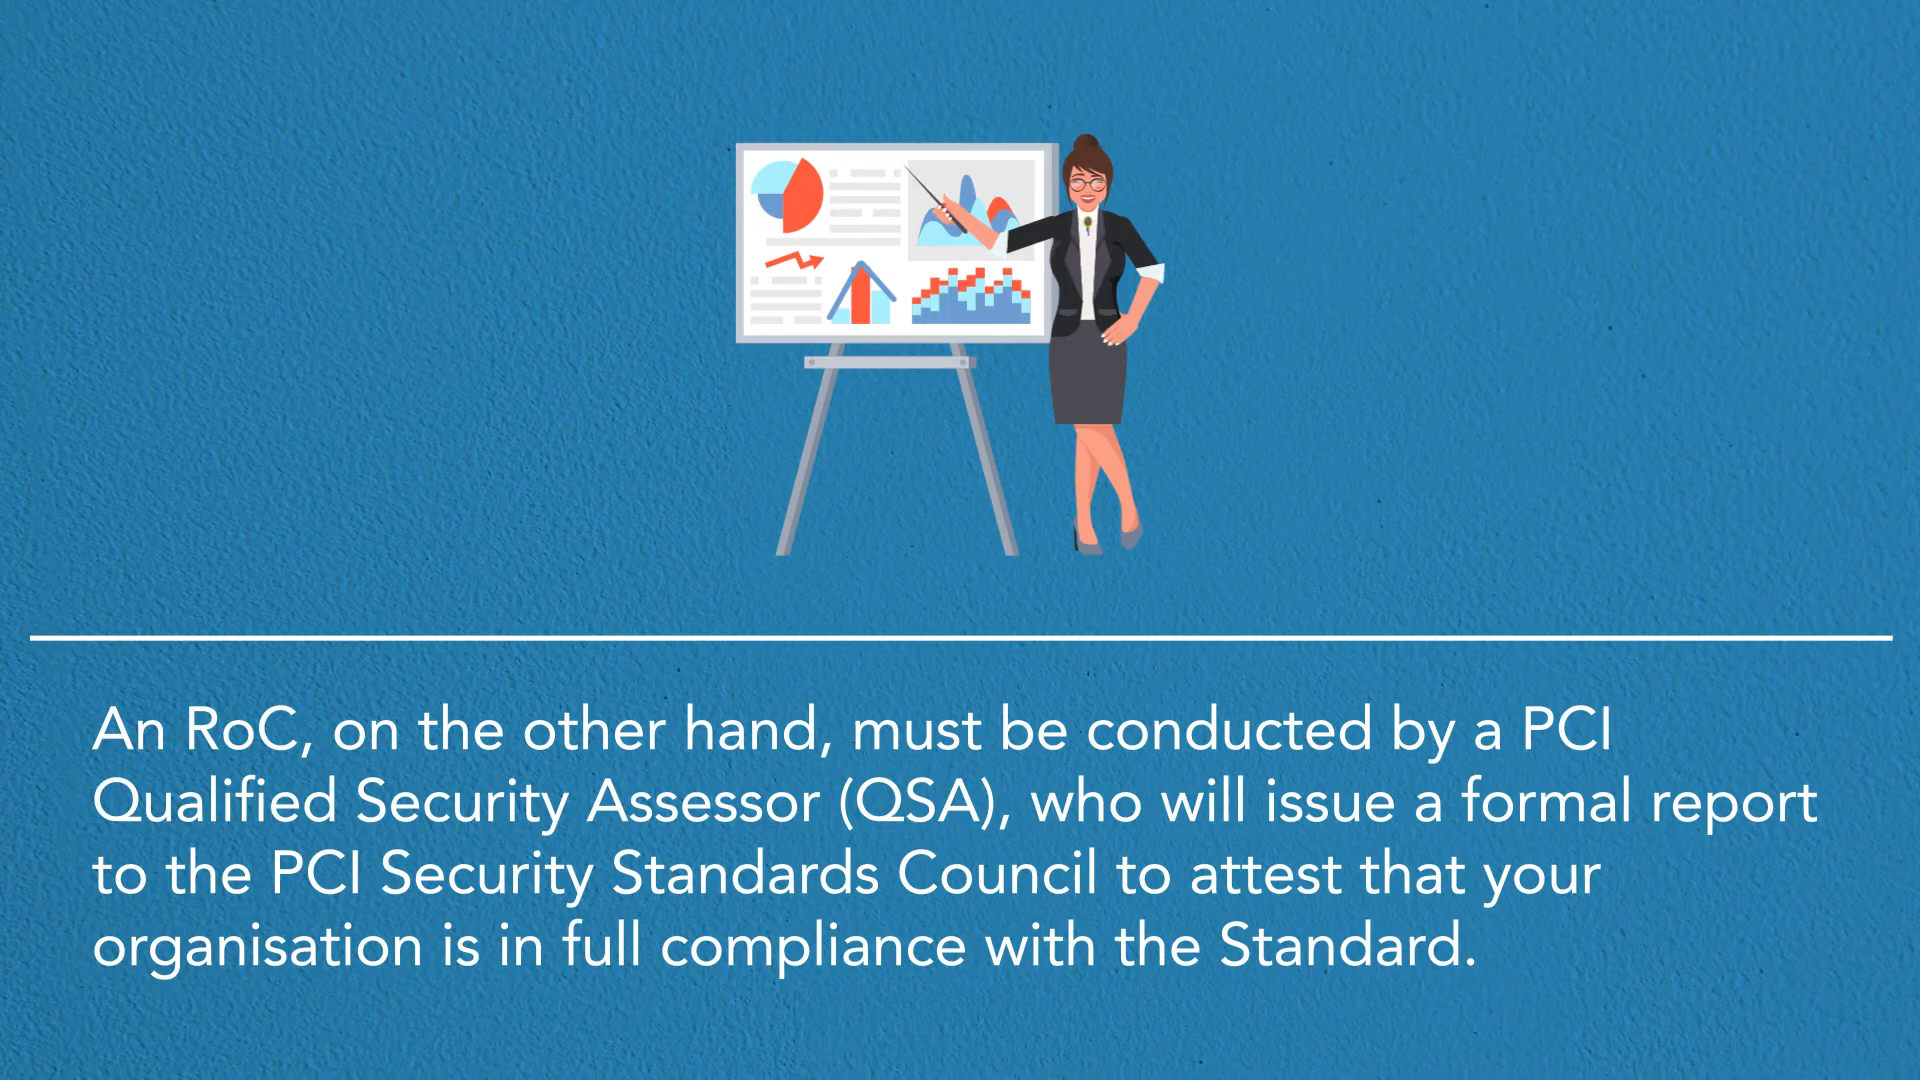 An RoC, on the other hand, must be conducted by a PCI
Qualified Security Assessor (QSA), who will issue a formal report
to the PCI Security Standards Council to attest that your
organisation is in full compliance with the Standard.